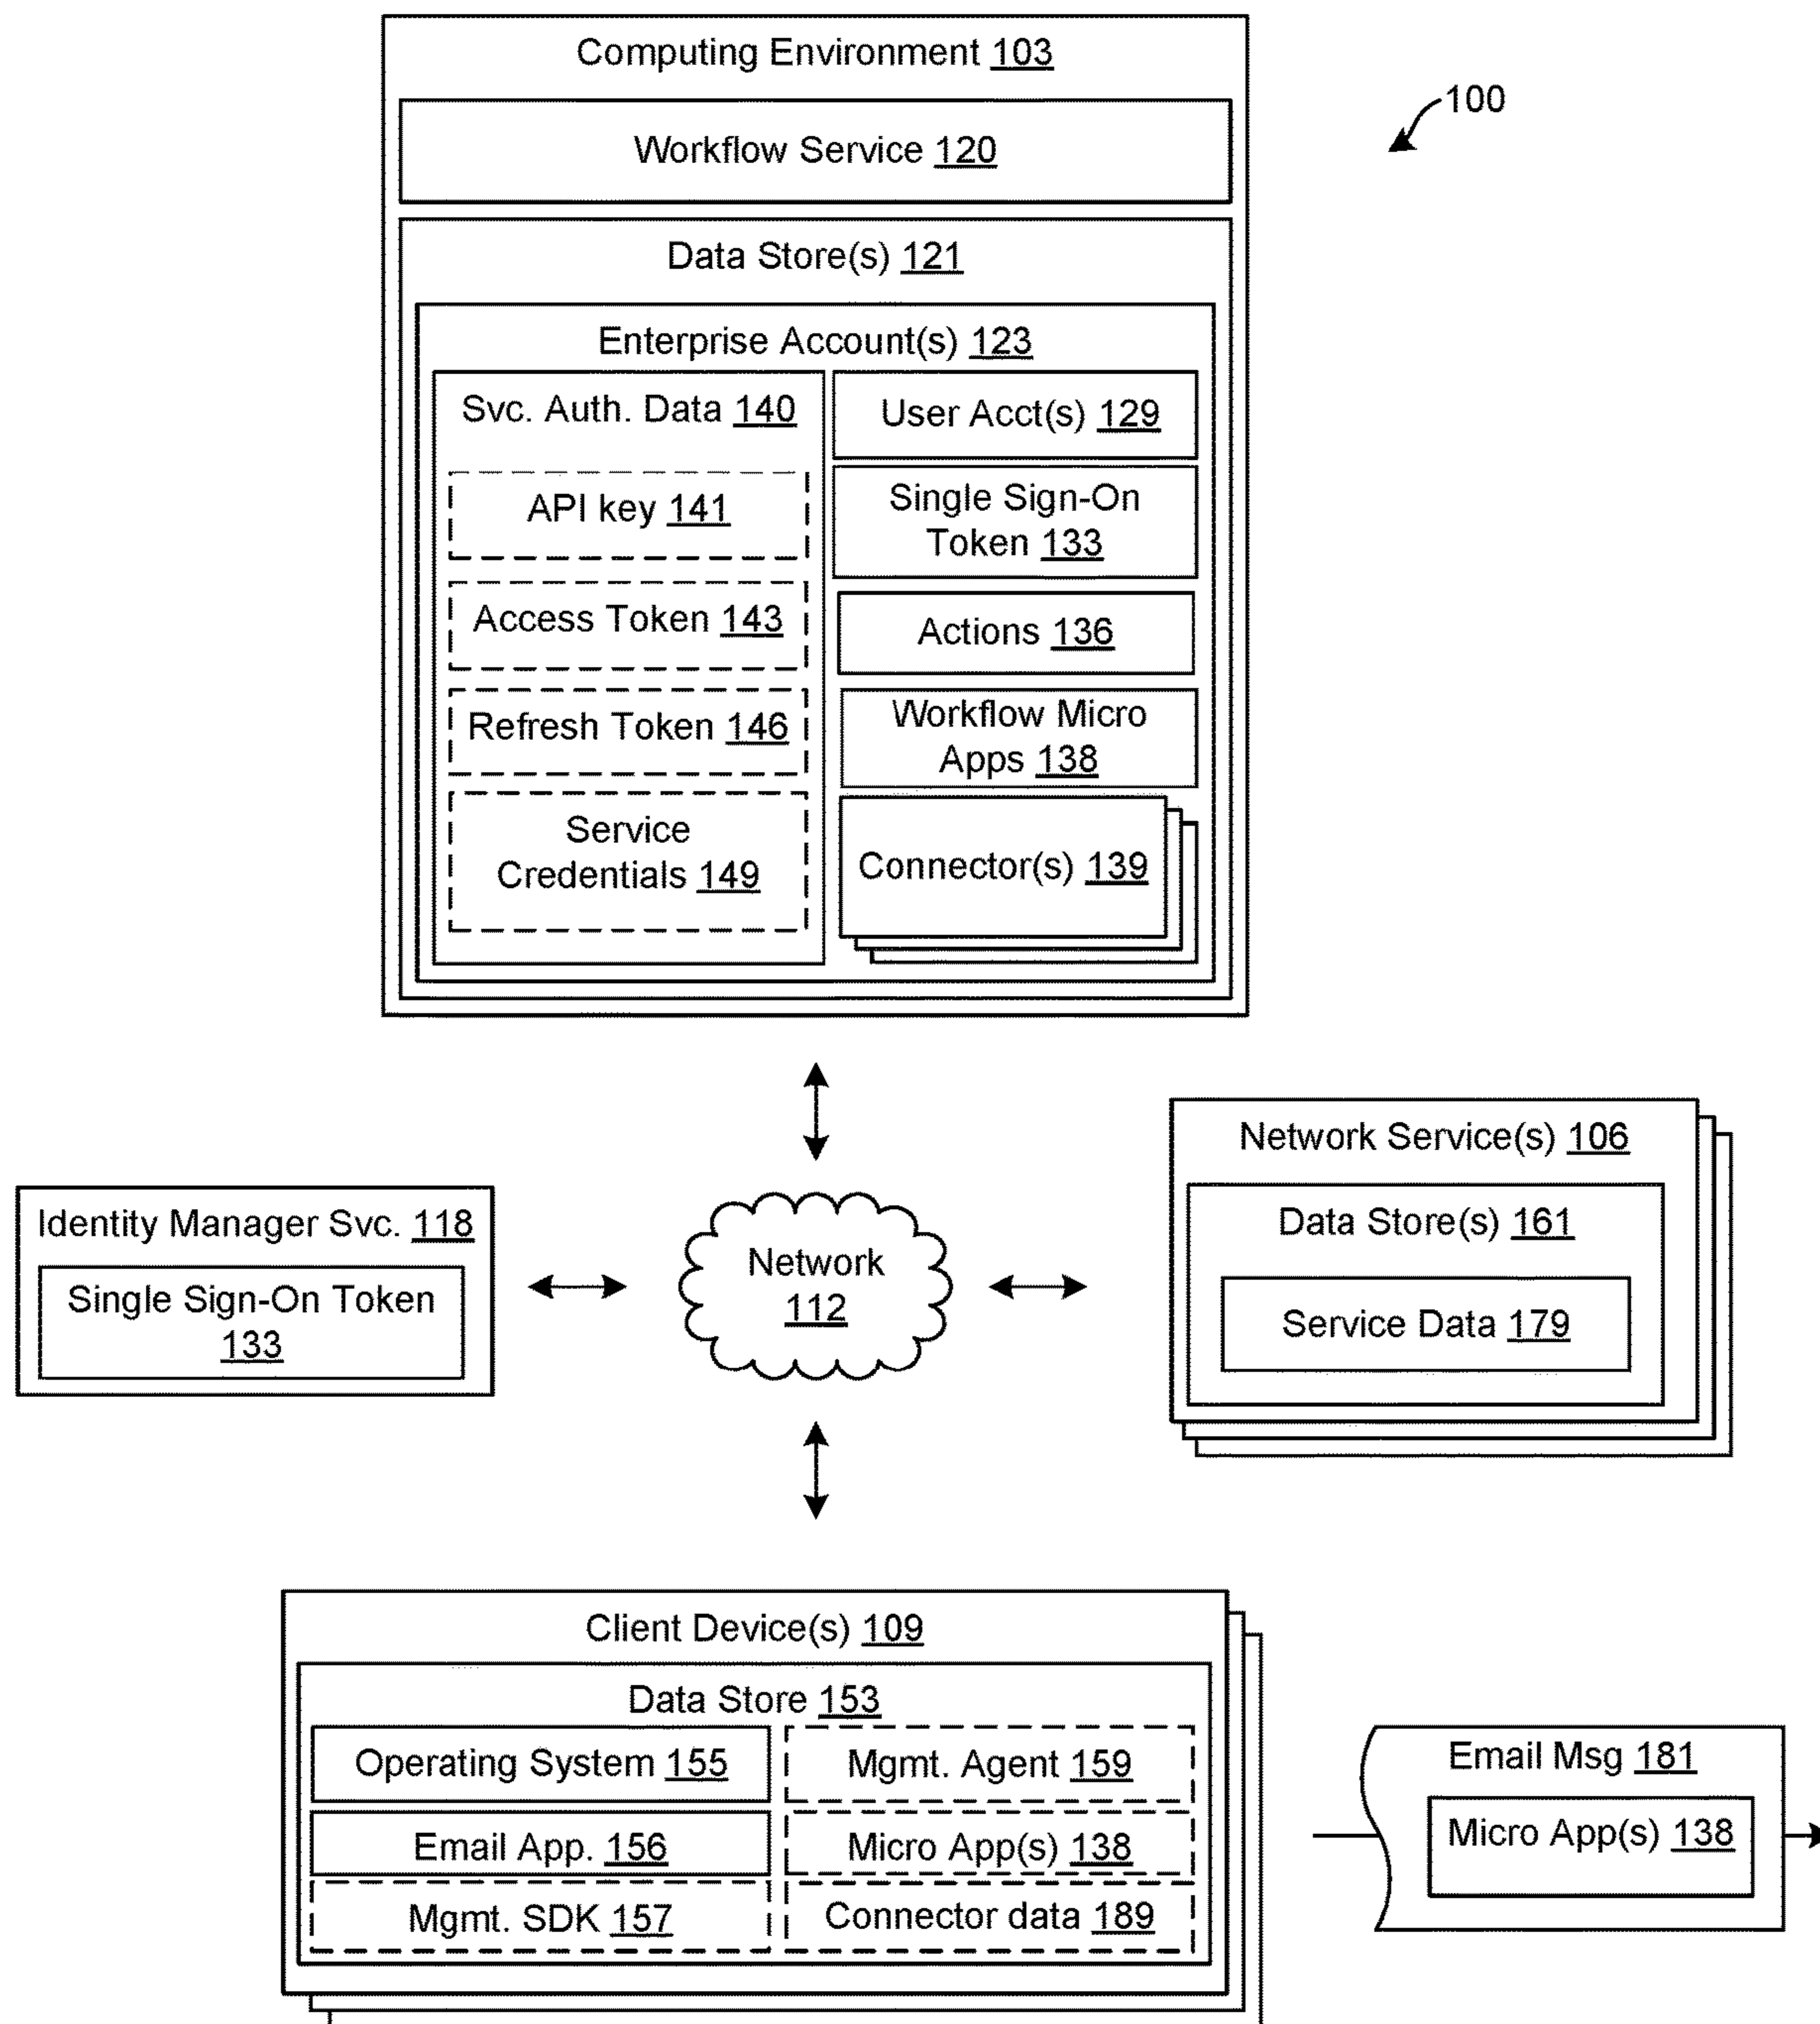 Computing Environment 103
100
Workflow Service 120
Data Store(s) 121
Enterprise Account(s) 123
Svc. Auth. Data 140
API key 141
Access Token 143
Refresh Token 146
Service
Credentials 149
User Acct(s) 129
Single Sign-On
Token 133
Actions 136
Workflow Micro
Apps 138
Connector(s) 139
Identity Manager Svc. 118
Single Sign-On Token
133
Network
112
Network Service(s) 106
Data Store(s) 161
Service Data 179
Client Device(s) 109
Data Store 153
Operating System 155
Email App. 156
Mgmt. SDK 157
Mgmt. Agent 159
Micro App(s) 138
Connector data 189
Email Msg 181
Micro App(s) 138